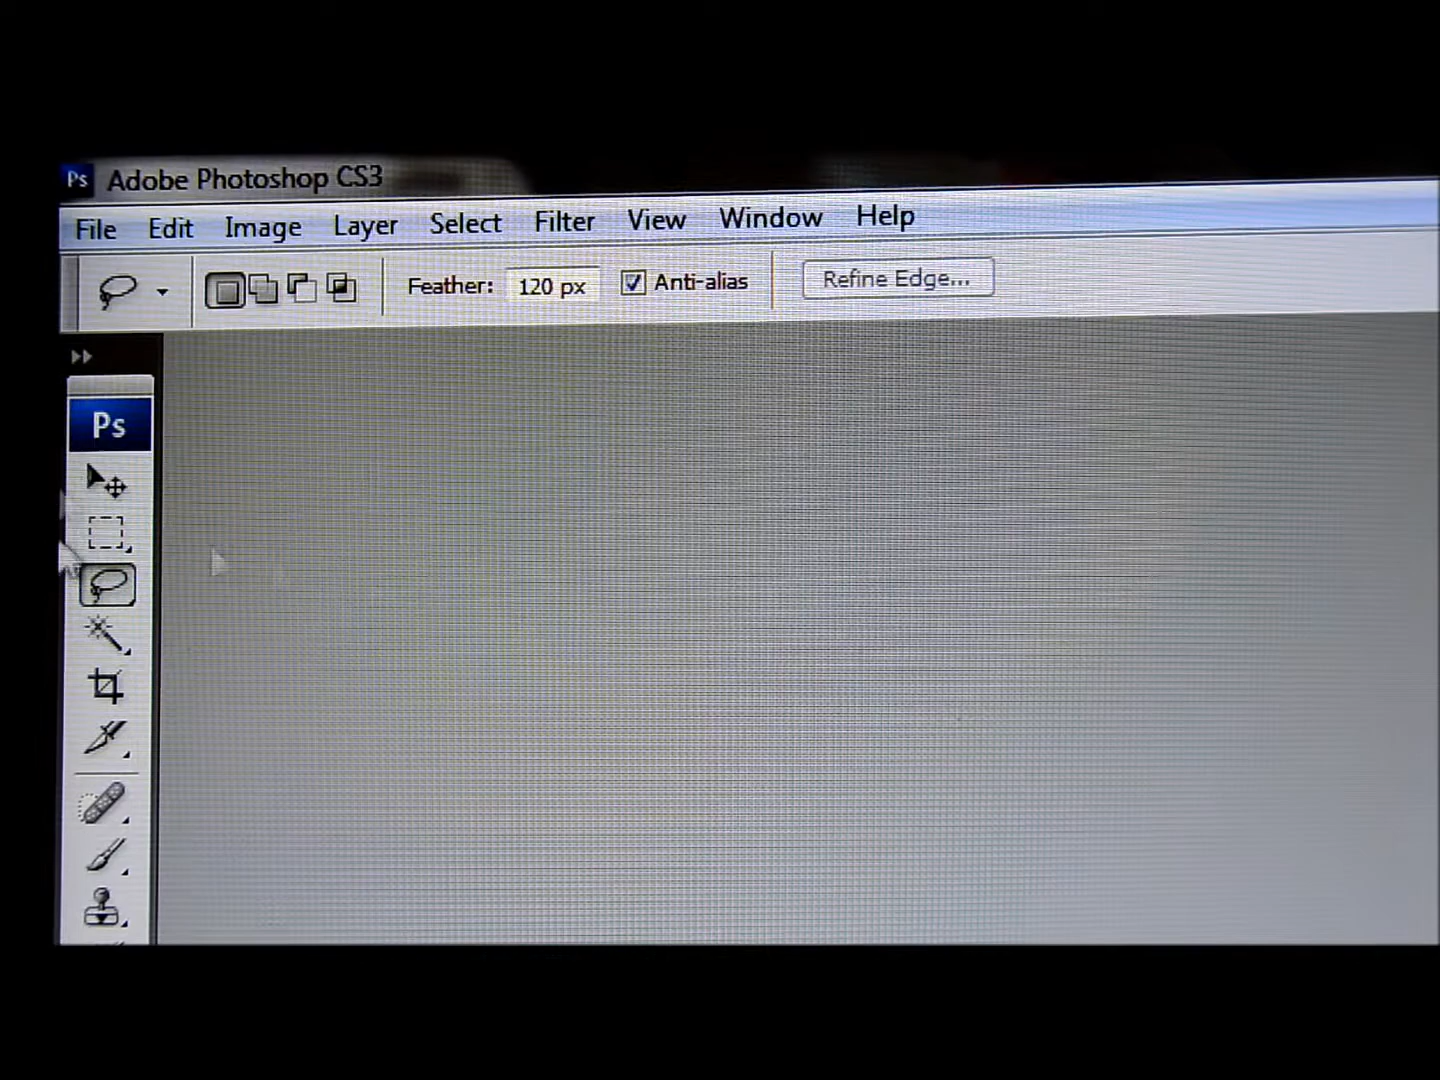 Ps Adobe Photoshop CS3
File Edit Image Layer Select Filter View Window Help
Feather: 120 px Anti-alias Refine Edge...
Ps